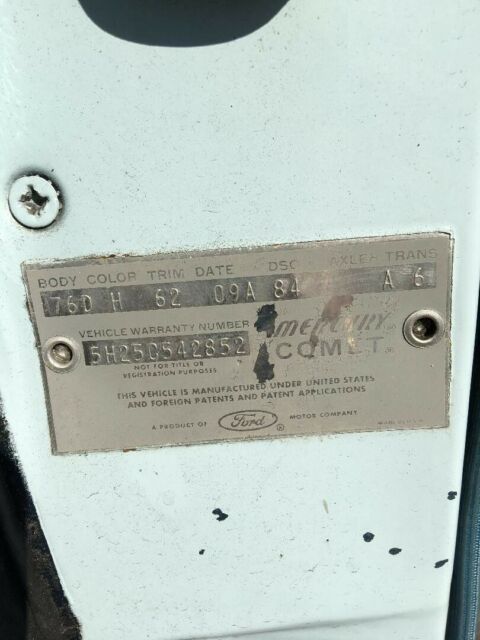 BODY COLOR TRIM DATE DSO AXLE TRANS
76D H 62 09A 84 A 6
VEHICLE WARRANTY NUMBER
5H25C542852
NOT FOR TITLE OR
REGISTRATION PURPOSES
MERCURY
COMET
THIS VEHICLE IS MANUFACTURED UNDER UNITED STATES
AND FOREIGN PATENTS AND PATENT APPLICATIONS
A PRODUCT OF Ford ® MOTOR COMPANY